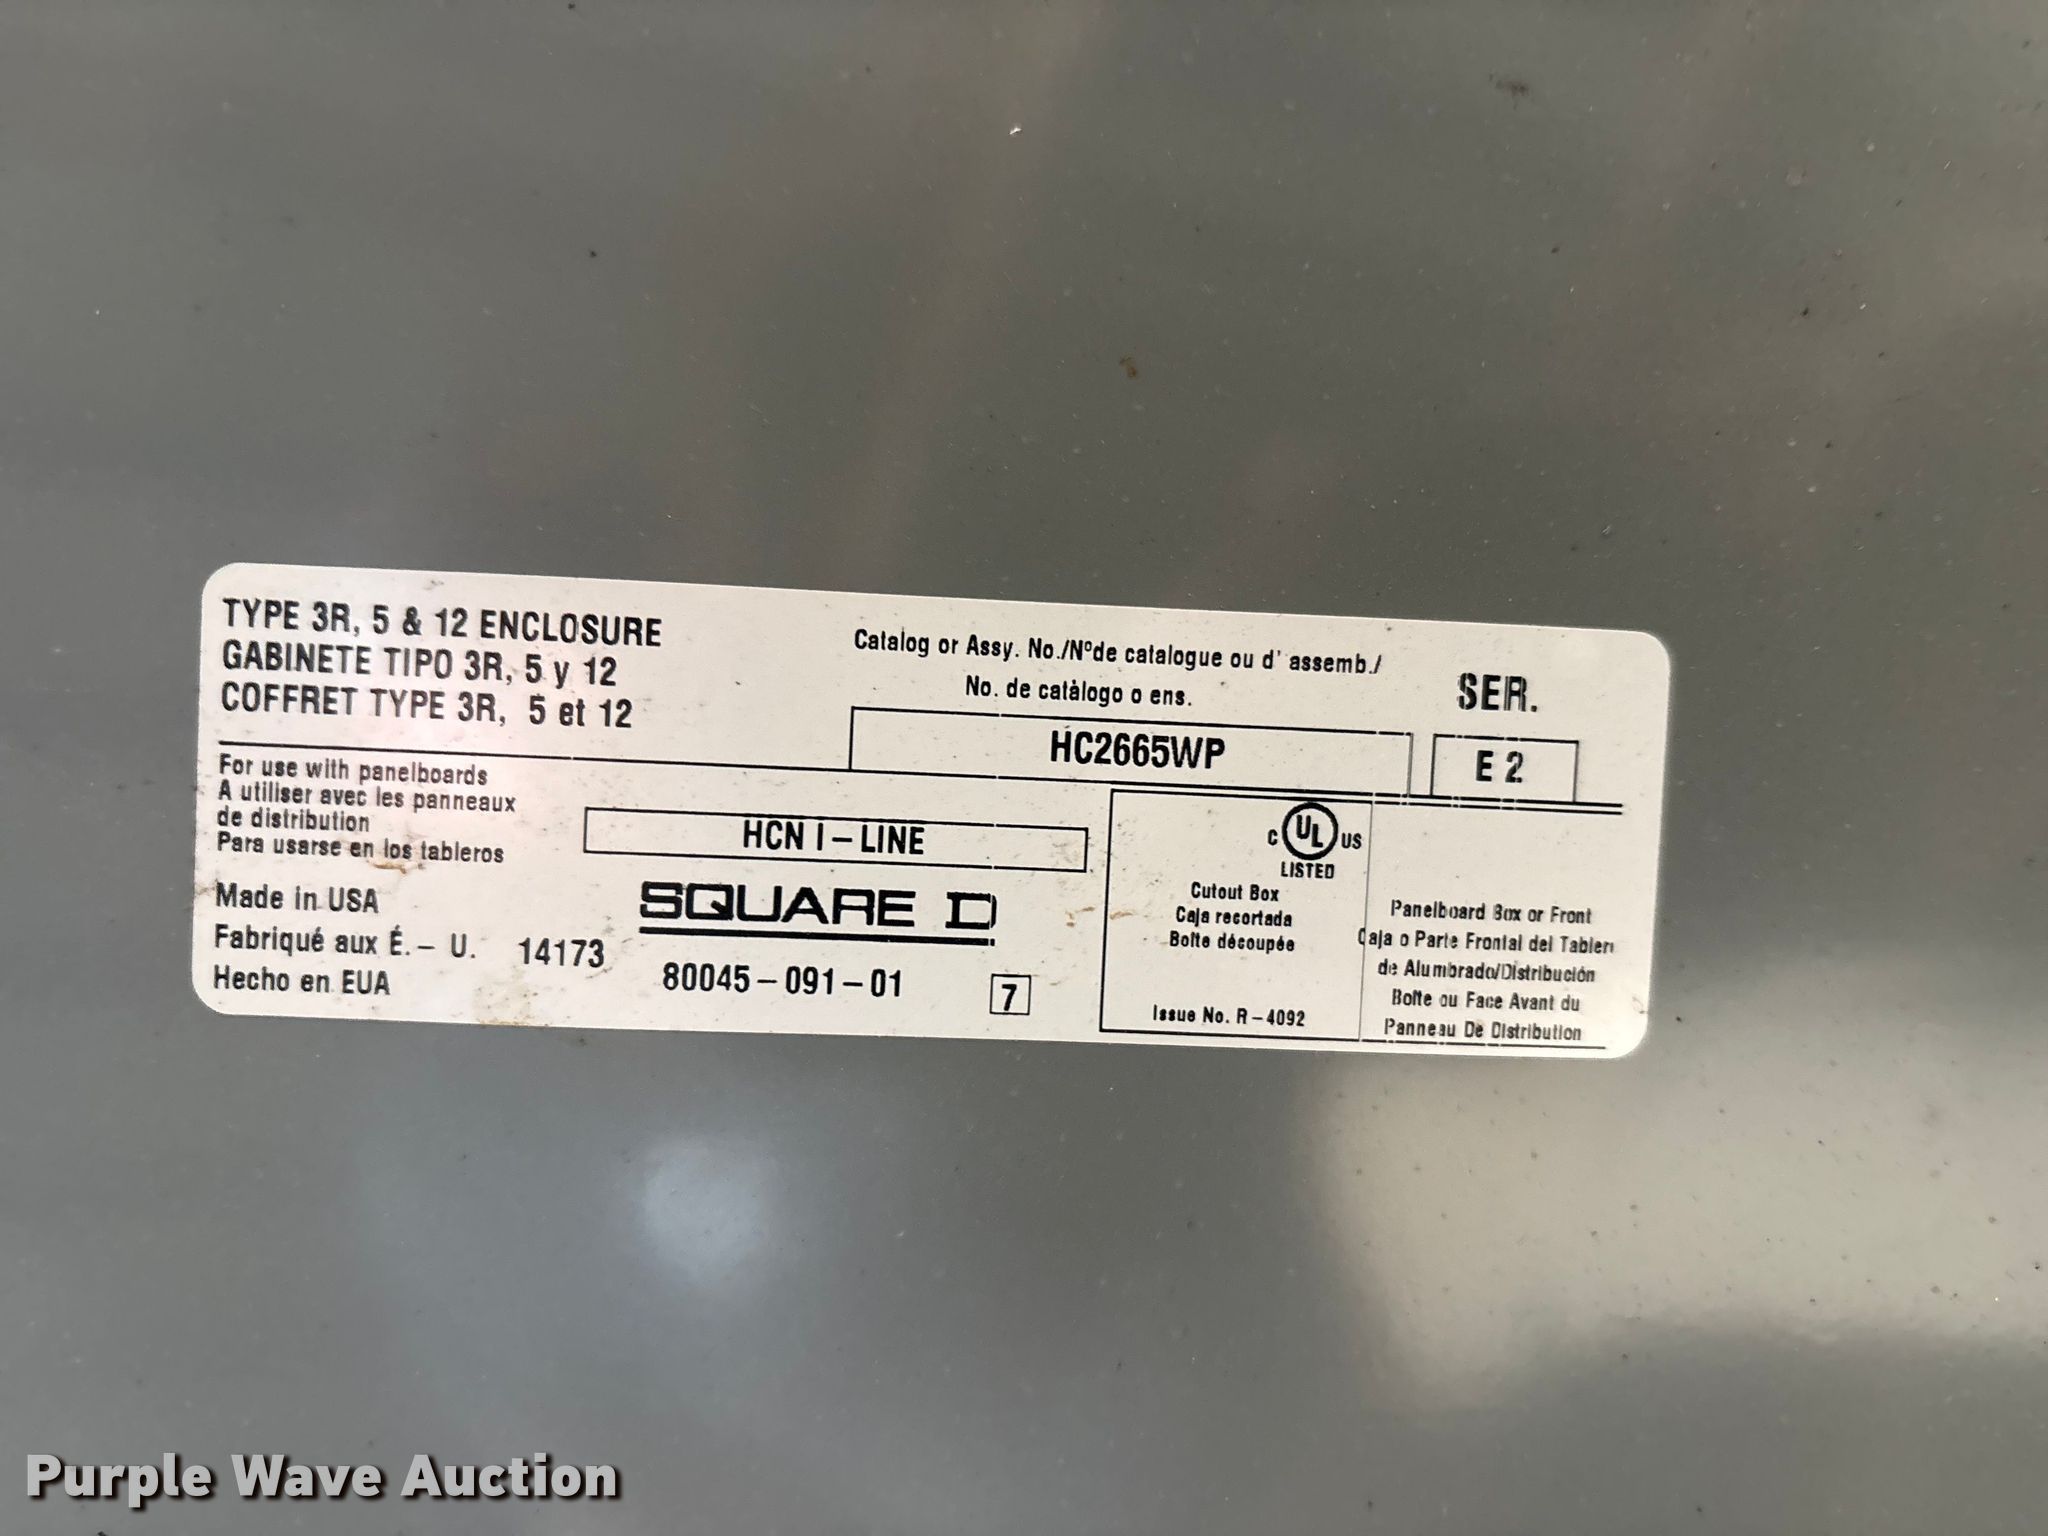 TYPE 3R, 5 & 12 ENCLOSURE
GABINETE TIPO 3R, 5 y 12
COFFRET TYPE 3R, 5 et 12
Catalog or Assy. No./Nºde catalogue ou d' assemb./
No. de catàlogo o ens.
SER.
HC2665WP
E 2
For use with panelboards
A utiliser avec les panneaux
de distribution
Para usarse en los tableros
HCN I-LINE
Made in USA
Fabriqué aux É.- U.
Hecho en EUA
14173
SQUARE D
80045-091-01
7
C UL US
LISTED
Cutout Box
Caja recortada
Boîte découpée
Issue No. R-4092
Panelboard Box or Front
Caja o Parte Frontal del Tablero
de Alumbrado/Distribución
Boîte ou Face Avant du
Panneau De Distribution
Purple Wave Auction